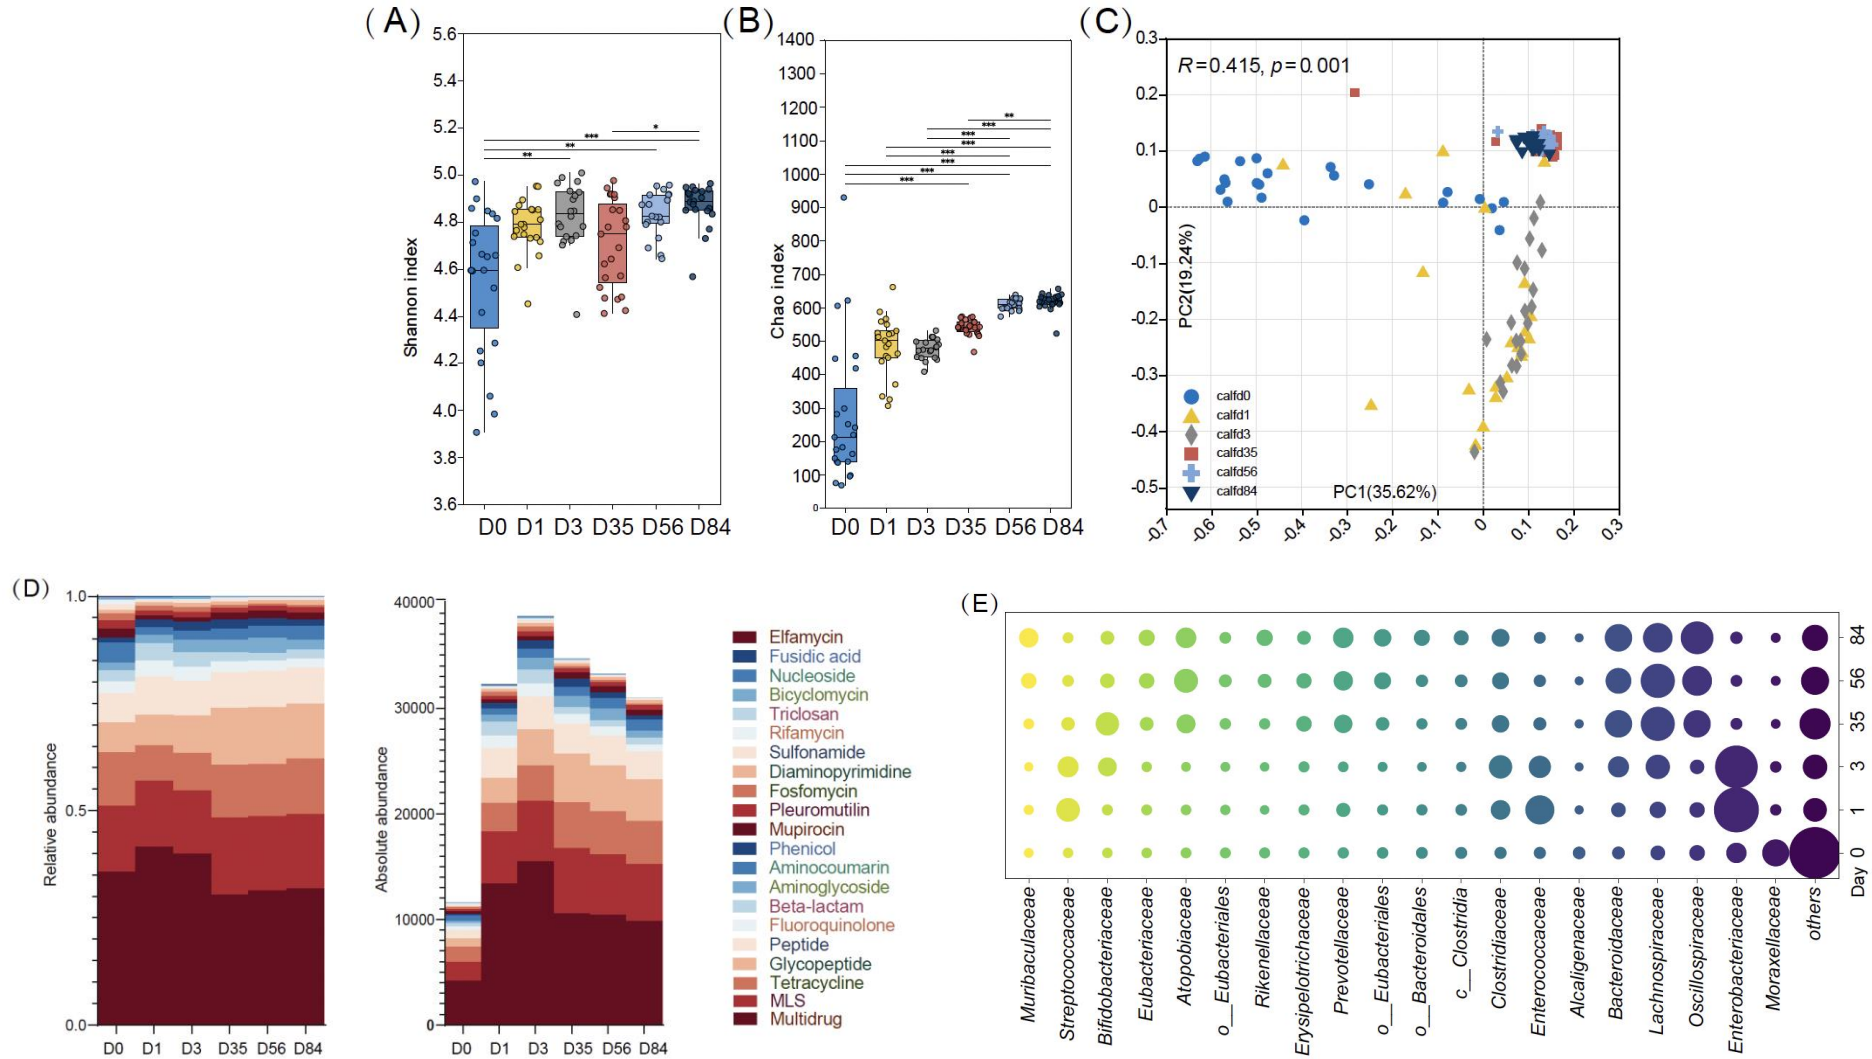 (A)
5.6
5.4
5.2
5.0
4.8
4.6
4.4
4.2
4.0
3.8
3.6
Shannon index
**
**
***
*
D0 D1 D3 D35 D56 D84
(B)
1400
1300
1200
1100
1000
900
800
700
600
500
400
300
200
100
0
Chao index
**
***
***
***
***
***
***
***
D0 D1 D3 D35 D56 D84
(C)
R=0.415, p=0.001
0.3
0.2
0.1
0
-0.1
-0.2
-0.3
-0.4
-0.5
PC2(19.24%)
calfd0
calfd1
calfd3
calfd35
calfd56
calfd84
PC1(35.62%)
-0.7 -0.6 -0.5 -0.4 -0.3 -0.2 -0.1 0 0.1 0.2 0.3
(D)
1.0
0.5
0.0
Relative abundance
D0 D1 D3 D35 D56 D84
40000
30000
20000
10000
0
Absolute abundance
D0 D1 D3 D35 D56 D84
Elfamycin
Fusidic acid
Nucleoside
Bicyclomycin
Triclosan
Rifamycin
Sulfonamide
Diaminopyrimidine
Fosfomycin
Pleuromutilin
Mupirocin
Phenicol
Aminocoumarin
Aminoglycoside
Beta-lactam
Fluoroquinolone
Peptide
Glycopeptide
Tetracycline
MLS
Multidrug
(E)
84
56
35
3
1
0
Day
Muribaculaceae
Streptococcaceae
Bifidobacteriaceae
Eubacteriaceae
Atopobiaceae
o__Eubacteriales
Rikenellaceae
Erysipelotrichaceae
Prevotellaceae
o__Eubacteriales
o__Bacteroidales
c__Clostridia
Clostridiaceae
Enterococcaceae
Alcaligenaceae
Bacteroidaceae
Lachnospiraceae
Oscillospiraceae
Enterobacteriaceae
Moraxellaceae
others